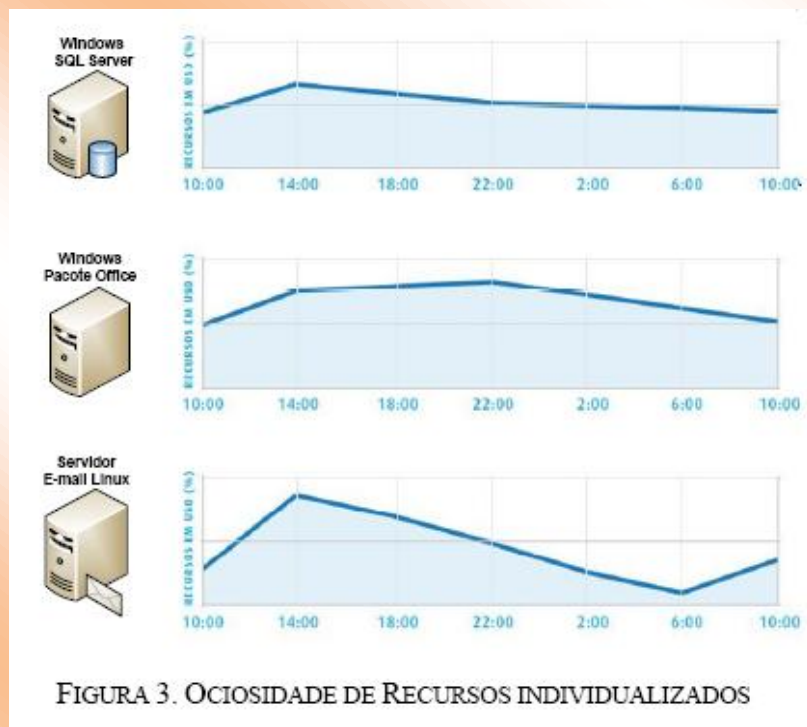 Windows
SQL Server
RECURSOS EM USO (%)
10:00 14:00 18:00 22:00 2:00 6:00 10:00
Windows
Pacote Office
RECURSOS EM USO (%)
10:00 14:00 18:00 22:00 2:00 6:00 10:00
Servidor
E-mail Linux
RECURSOS EM USO (%)
10:00 14:00 18:00 22:00 2:00 6:00 10:00
FIGURA 3. OCIOSIDADE DE RECURSOS INDIVIDUALIZADOS